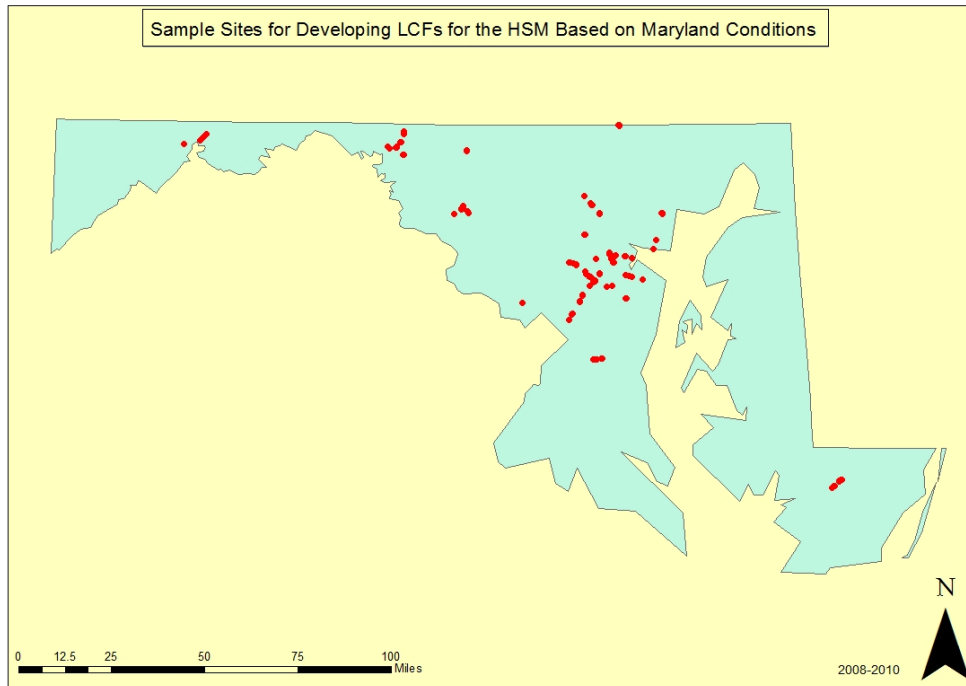 Sample Sites for Developing LCFs for the HSM Based on Maryland Conditions
N
0 12.5 25 50 75 100
Miles
2008-2010